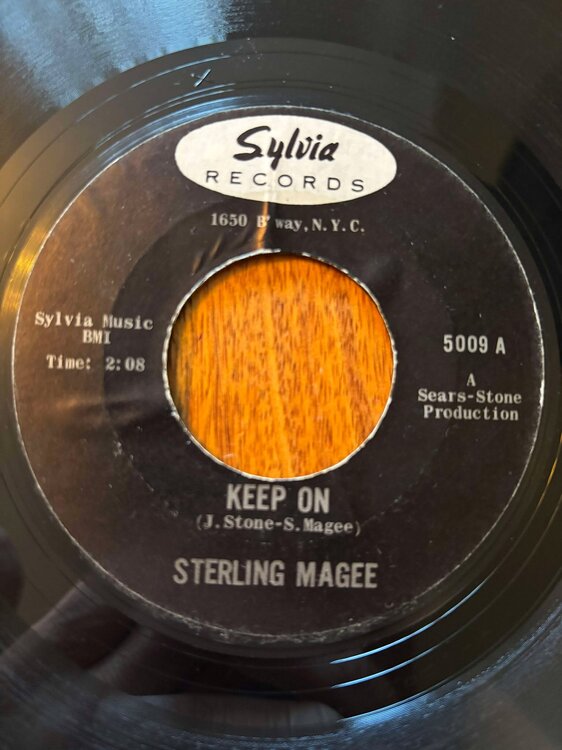 Sylvia
RECORDS
1650 B'way, N.Y.C.
Sylvia Music
BMI
Time: 2:08
5009 A
A
Sears-Stone
Production
KEEP ON
(J. Stone-S. Magee)
STERLING MAGEE